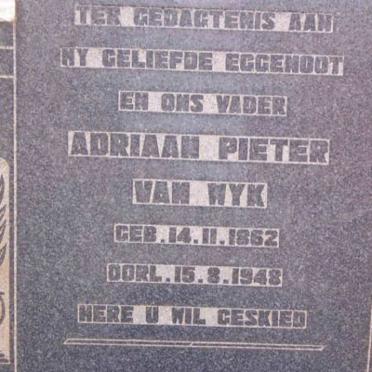 TER GEDAGTENIS AAN
MY GELIEFDE EGGENOOT
EN ONS VADER
ADRIAAN PIETER
VAN WYK
GEB. 14.11.1862
OORL. 15.8.1948
HERE U WIL GESKIED